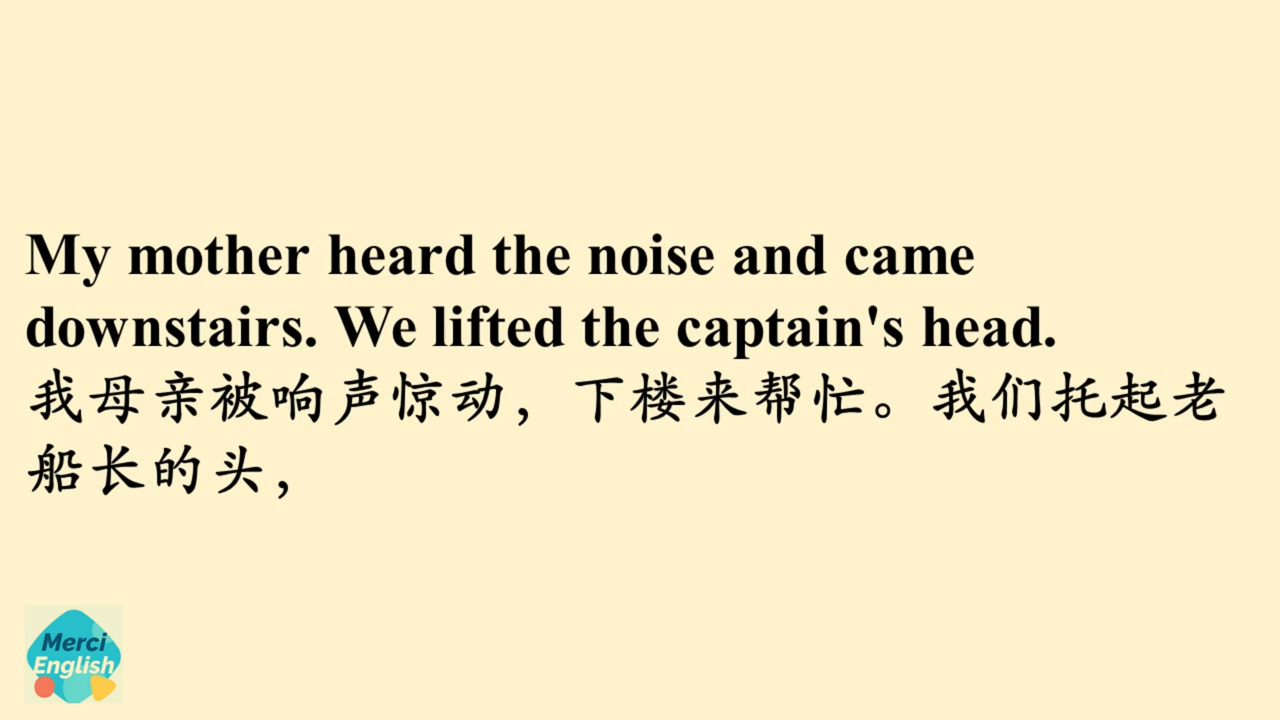 My mother heard the noise and came
downstairs. We lifted the captain's head.
我母亲被响声惊动，下楼来帮忙。我们托起老
船长的头，
Merci
English